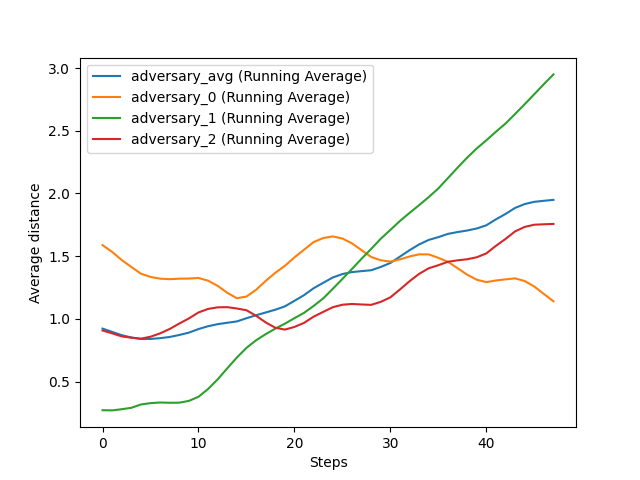 adversary_avg (Running Average)
adversary_0 (Running Average)
adversary_1 (Running Average)
adversary_2 (Running Average)
3.0
2.5
2.0
1.5
1.0
0.5
Average distance
0 10 20 30 40
Steps